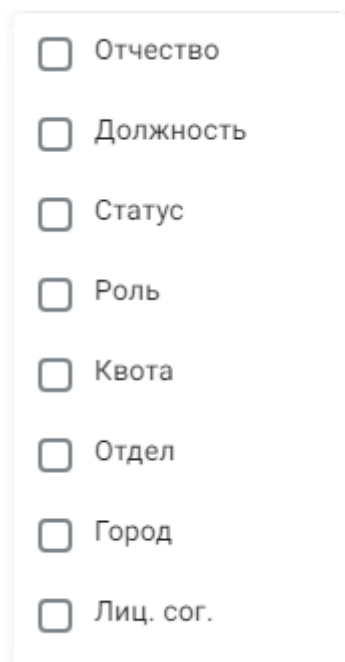 Отчество
Должность
Статус
Роль
Квота
Отдел
Город
Лиц. сог.